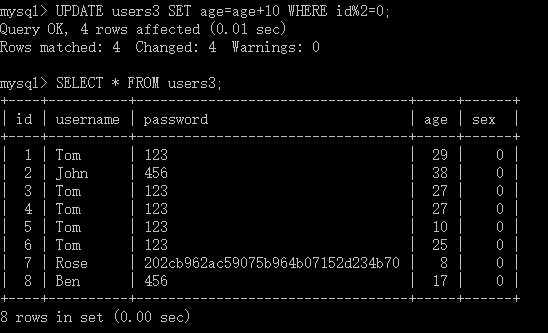 mysql> UPDATE users3 SET age=age+10 WHERE id%2=0;
Query OK, 4 rows affected (0.01 sec)
Rows matched: 4  Changed: 4  Warnings: 0
mysql> SELECT * FROM users3;
+----+----------+----------------------------------+-----+------+
| id | username | password                         | age | sex  |
+----+----------+----------------------------------+-----+------+
|  1 | Tom      | 123                              |  29 |    0 |
|  2 | John     | 456                              |  38 |    0 |
|  3 | Tom      | 123                              |  27 |    0 |
|  4 | Tom      | 123                              |  27 |    0 |
|  5 | Tom      | 123                              |  10 |    0 |
|  6 | Tom      | 123                              |  25 |    0 |
|  7 | Rose     | 202cb962ac59075b964b07152d234b70 |   8 |    0 |
|  8 | Ben      | 456                              |  17 |    0 |
+----+----------+----------------------------------+-----+------+
8 rows in set (0.00 sec)